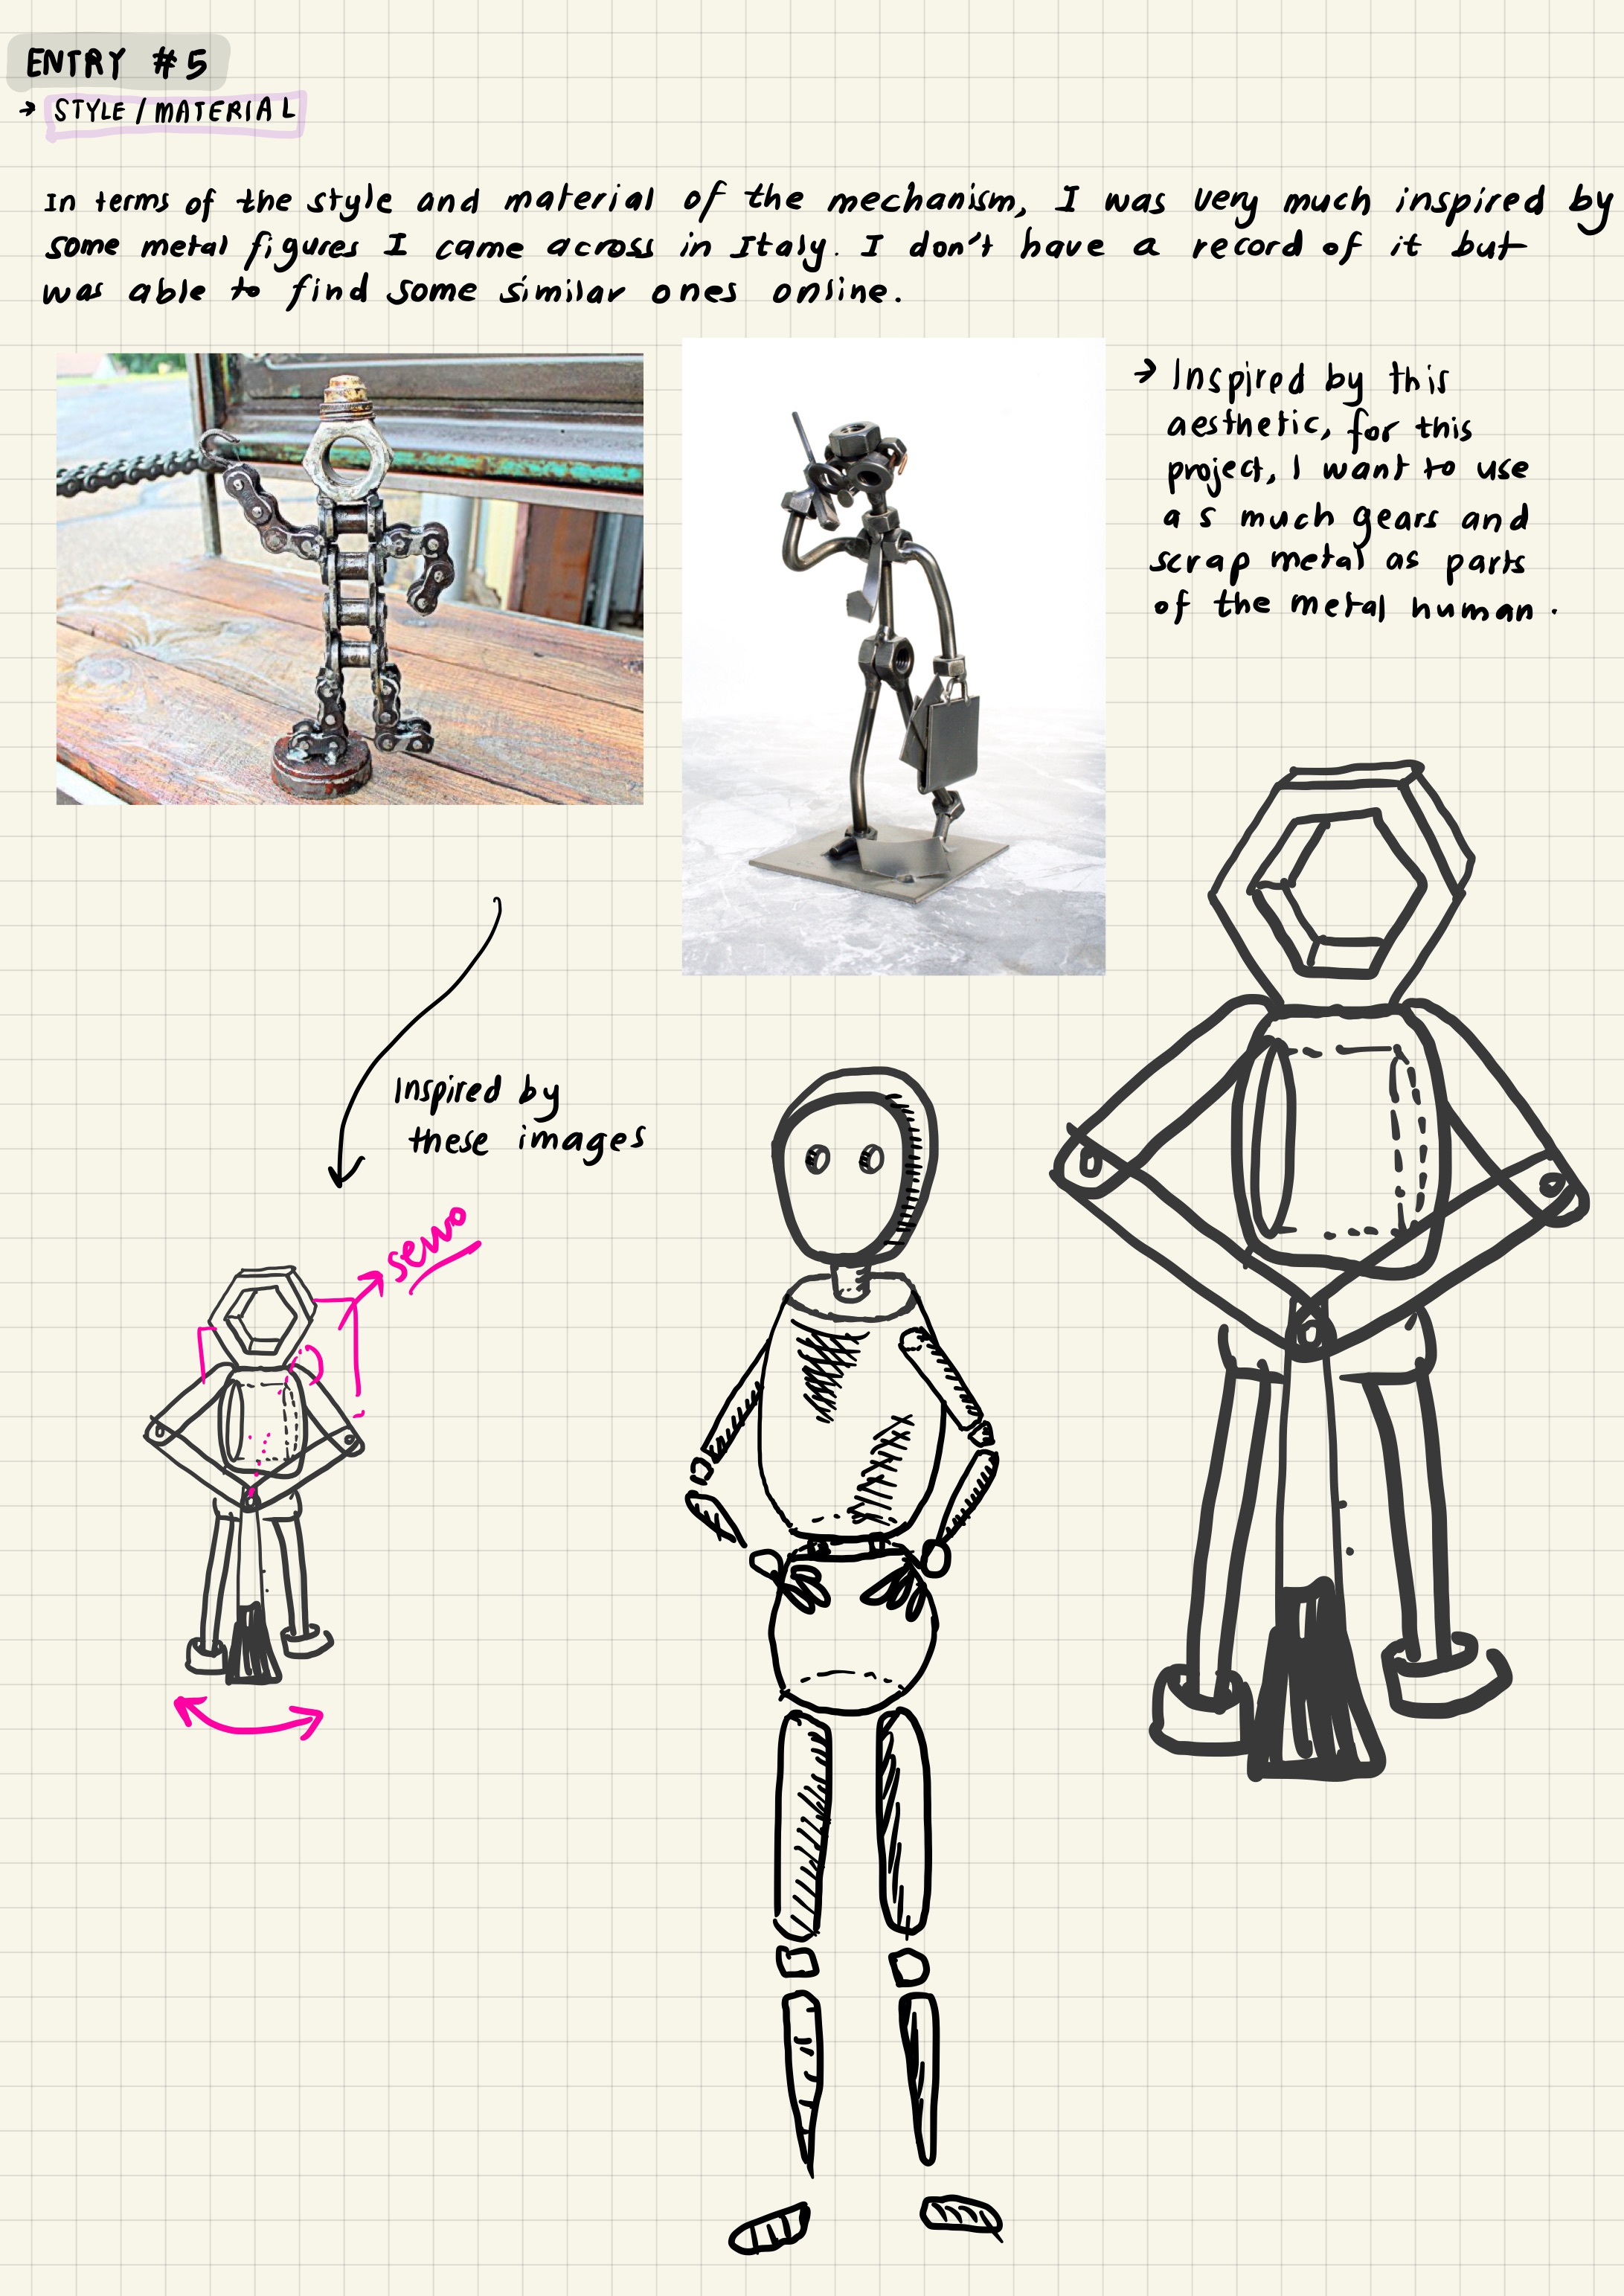 ENTRY #5
→ STYLE / MATERIAL
In terms of the style and material of the mechanism, I was very much inspired by
some metal figures I came across in Italy. I don't have a record of it but
was able to find some similar ones online.
→ Inspired by this
aesthetic, for this
project, I want to use
as much gears and
scrap metal as parts
of the metal human.
Inspired by
these images
servo